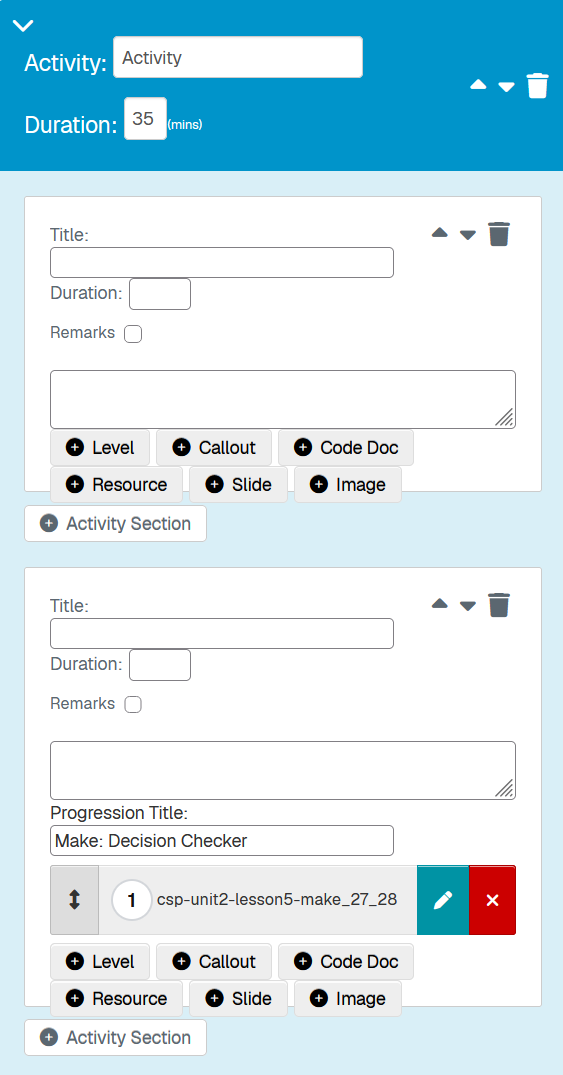 Activity: Activity
Duration: 35 (mins)
Title:
Duration:
Remarks
Level Callout Code Doc
Resource Slide Image
Activity Section
Title:
Duration:
Remarks
Progression Title:
Make: Decision Checker
1 csp-unit2-lesson5-make_27_28
Level Callout Code Doc
Resource Slide Image
Activity Section